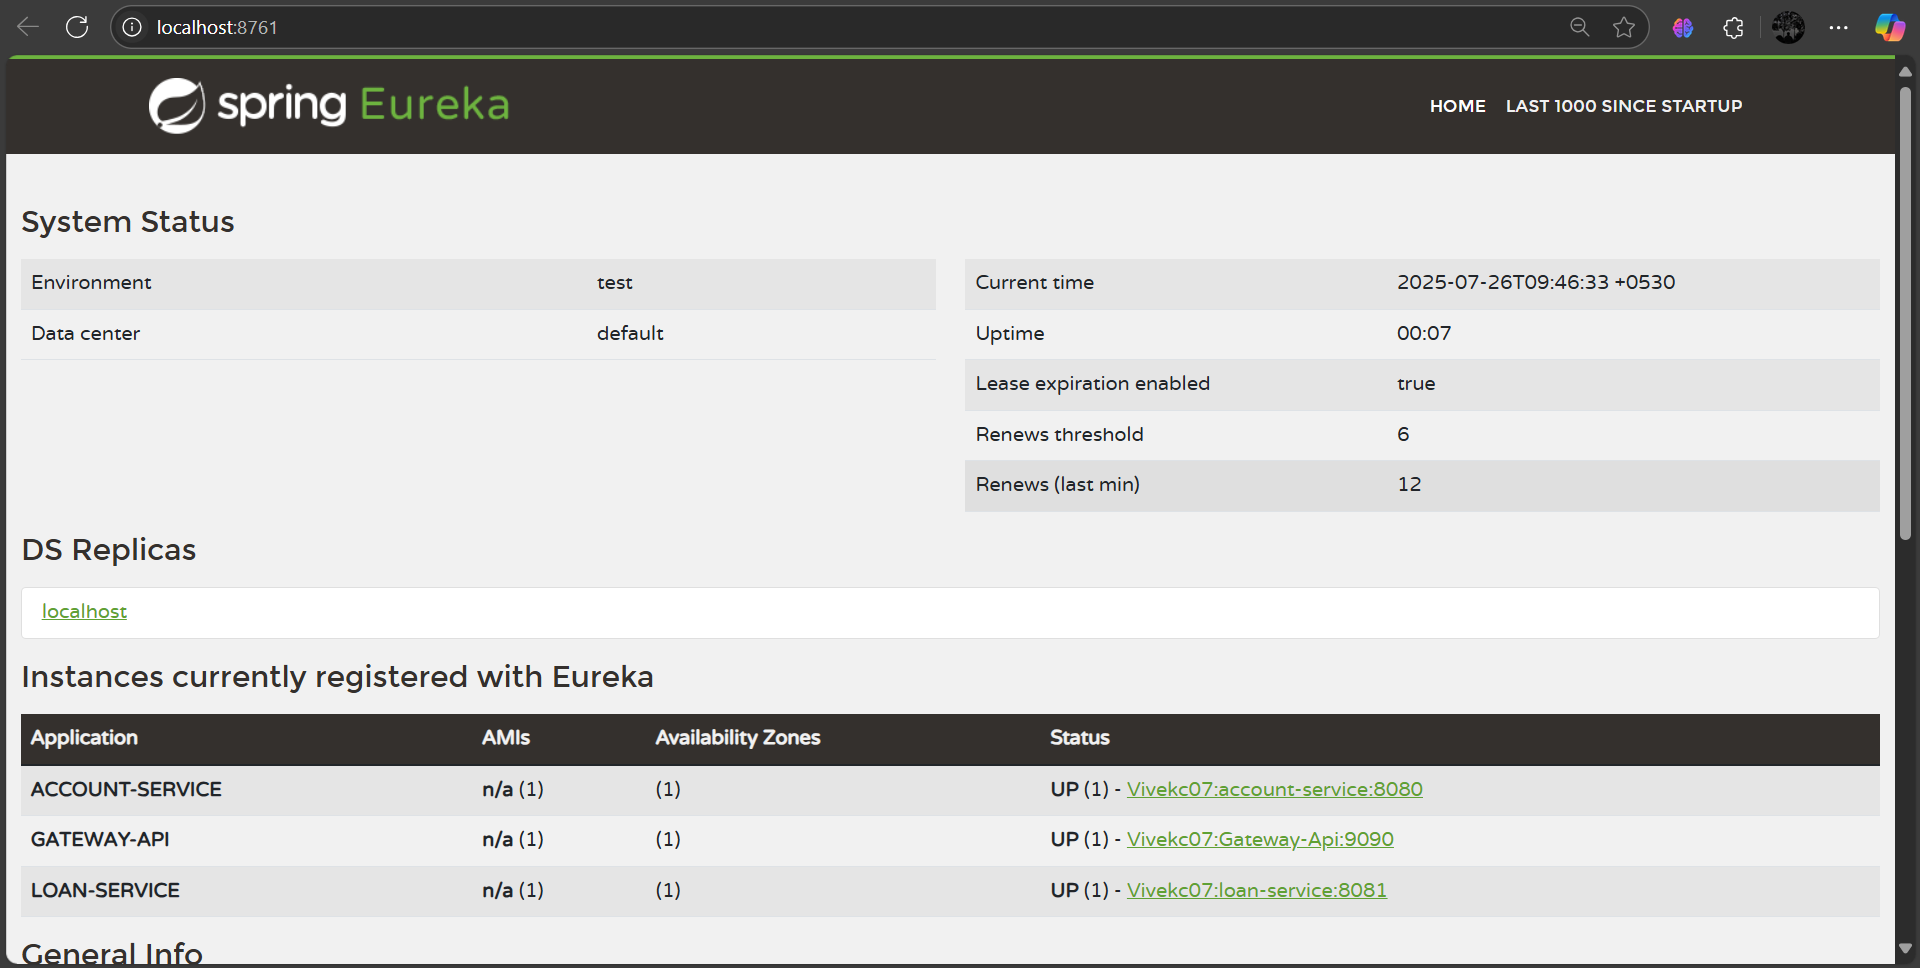 localhost:8761
spring Eureka
HOME LAST 1000 SINCE STARTUP
System Status
Environment test
Data center default
Current time 2025-07-26T09:46:33 +0530
Uptime 00:07
Lease expiration enabled true
Renews threshold 6
Renews (last min) 12
DS Replicas
localhost
Instances currently registered with Eureka
Application AMIs Availability Zones Status
ACCOUNT-SERVICE n/a (1) (1) UP (1) - Vivekc07:account-service:8080
GATEWAY-API n/a (1) (1) UP (1) - Vivekc07:Gateway-Api:9090
LOAN-SERVICE n/a (1) (1) UP (1) - Vivekc07:loan-service:8081
General Info